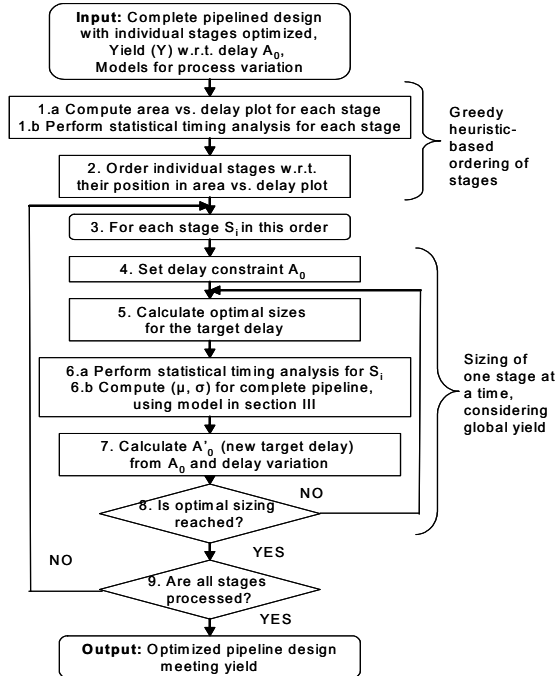 Input: Complete pipelined design
with individual stages optimized,
Yield (Y) w.r.t. delay A0,
Models for process variation
1.a Compute area vs. delay plot for each stage
1.b Perform statistical timing analysis for each stage
Greedy
heuristic-
based
ordering of
stages
2. Order individual stages w.r.t.
their position in area vs. delay plot
3. For each stage Si in this order
4. Set delay constraint A0
5. Calculate optimal sizes
for the target delay
6.a Perform statistical timing analysis for Si
6.b Compute (μ, σ) for complete pipeline,
using model in section III
Sizing of
one stage at
a time,
considering
global yield
7. Calculate A'0 (new target delay)
from A0 and delay variation
8. Is optimal sizing
reached?
NO
YES
9. Are all stages
processed?
NO
YES
Output: Optimized pipeline design
meeting yield